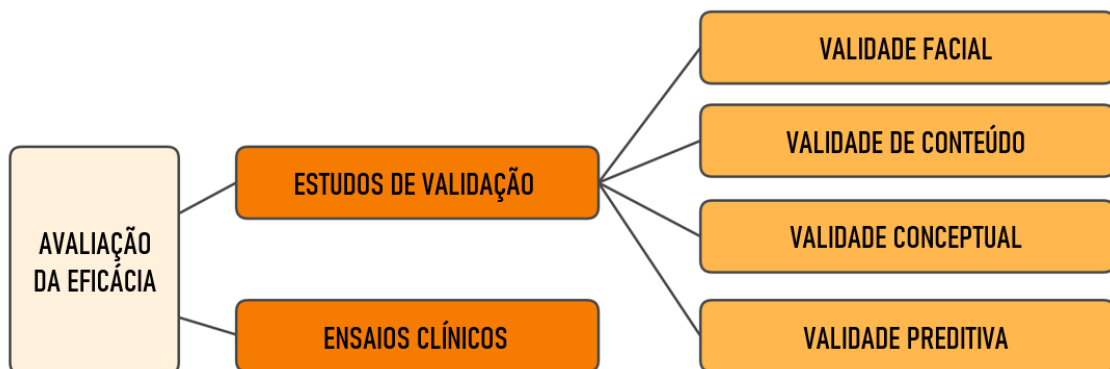 AVALIAÇÃO
DA EFICÁCIA
ESTUDOS DE VALIDAÇÃO
ENSAIOS CLÍNICOS
VALIDADE FACIAL
VALIDADE DE CONTEÚDO
VALIDADE CONCEPTUAL
VALIDADE PREDITIVA